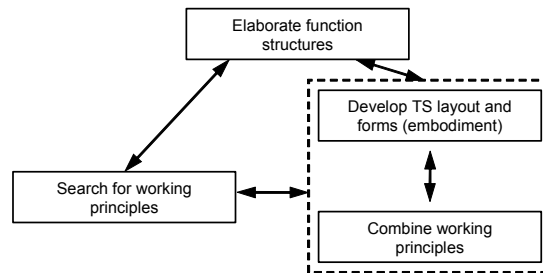 Elaborate function
structures
Develop TS layout and
forms (embodiment)
Search for working
principles
Combine working
principles